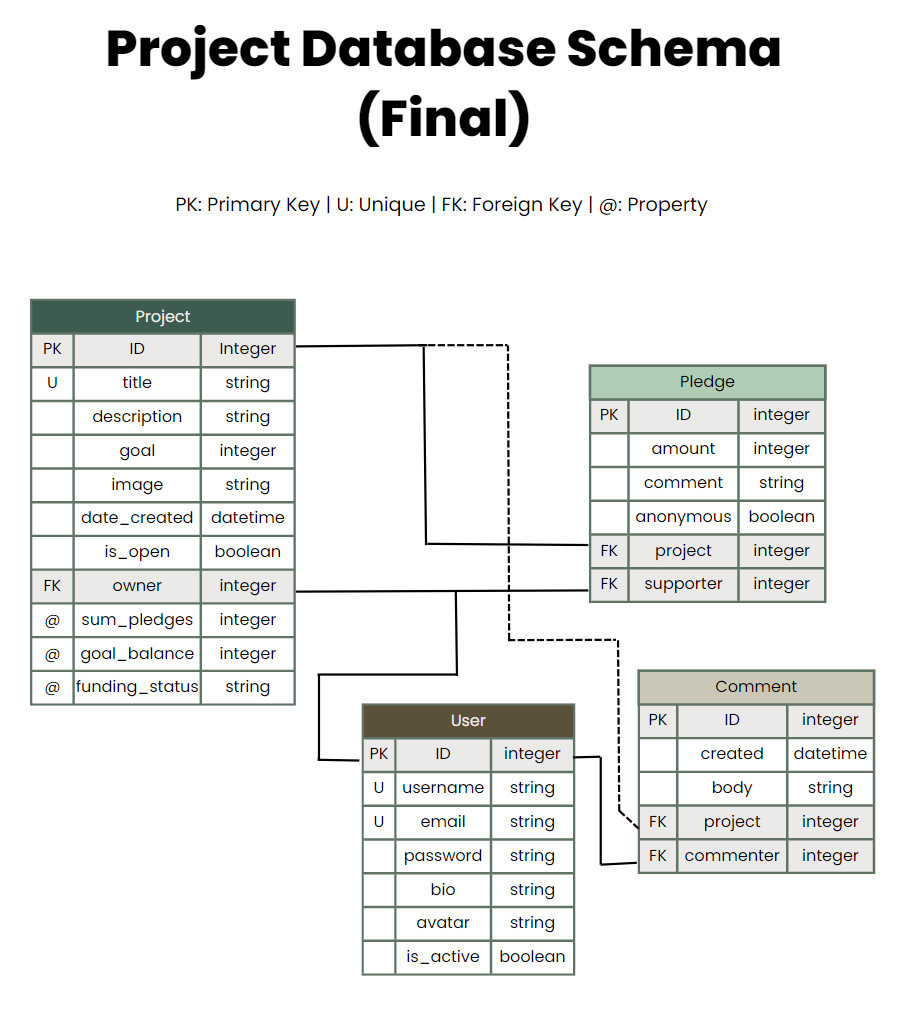 Project Database Schema
(Final)
PK: Primary Key | U: Unique | FK: Foreign Key | @: Property
Project
PK ID Integer
U title string
description string
goal integer
image string
date_created datetime
is_open boolean
FK owner integer
@ sum_pledges integer
@ goal_balance integer
@ funding_status string
Pledge
PK ID integer
amount integer
comment string
anonymous boolean
FK project integer
FK supporter integer
User
PK ID integer
U username string
U email string
password string
bio string
avatar string
is_active boolean
Comment
PK ID integer
created datetime
body string
FK project integer
FK commenter integer